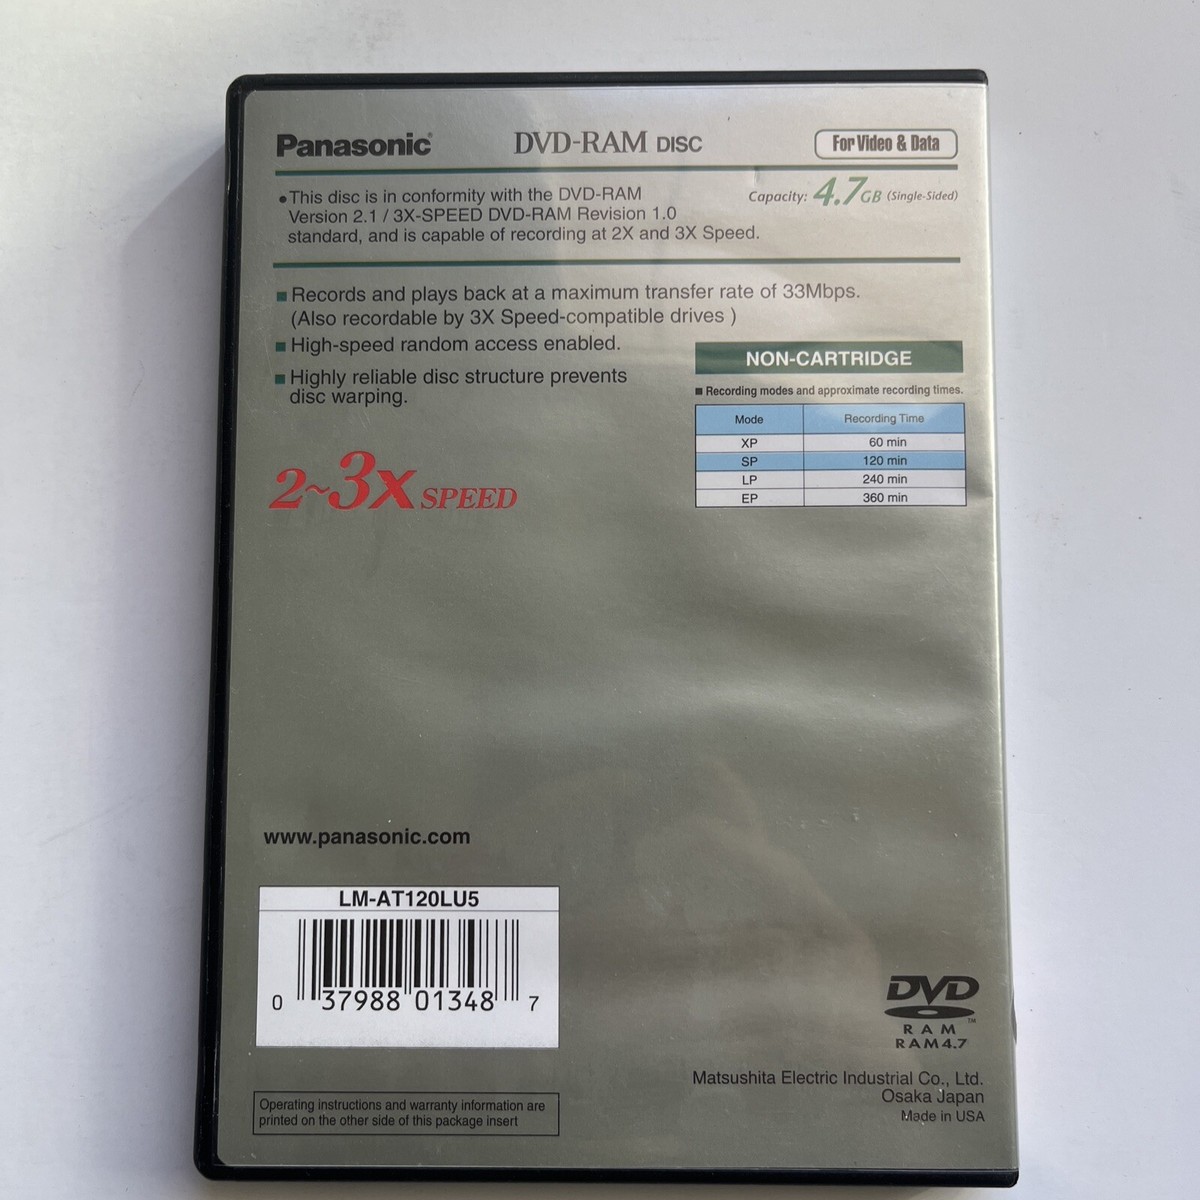 Panasonic®
DVD-RAM DISC
For Video & Data
•This disc is in conformity with the DVD-RAM
Version 2.1 / 3X-SPEED DVD-RAM Revision 1.0
standard, and is capable of recording at 2X and 3X Speed.
Capacity: 4.7GB (Single-Sided)
■ Records and plays back at a maximum transfer rate of 33Mbps.
(Also recordable by 3X Speed-compatible drives )
■ High-speed random access enabled.
■ Highly reliable disc structure prevents
disc warping.
2~3X SPEED
NON-CARTRIDGE
■ Recording modes and approximate recording times.
Mode Recording Time
XP 60 min
SP 120 min
LP 240 min
EP 360 min
www.panasonic.com
LM-AT120LU5
0 37988 01348 7
Operating instructions and warranty information are
printed on the other side of this package insert
DVD™
RAM
RAM4.7
Matsushita Electric Industrial Co., Ltd.
Osaka Japan
Made in USA